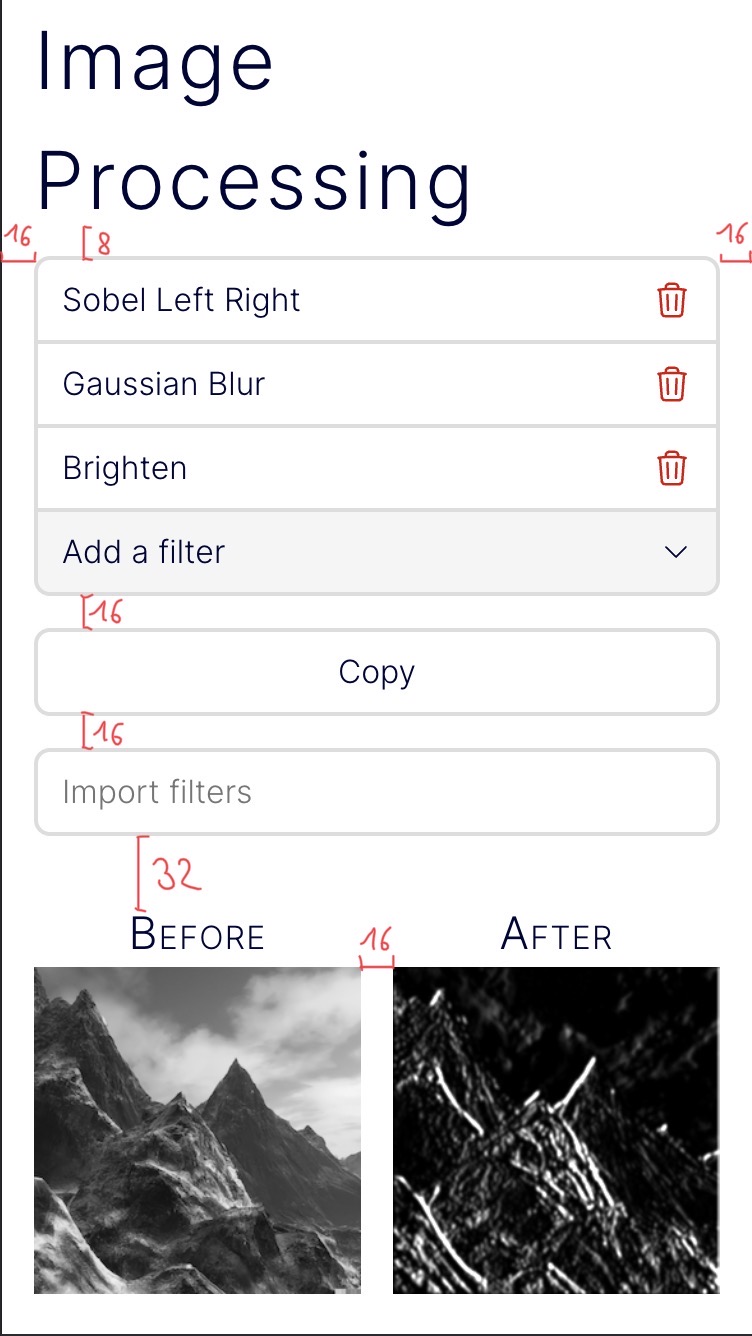 Image
Processing
16
8
16
Sobel Left Right
Gaussian Blur
Brighten
Add a filter
16
Copy
16
Import filters
32
BEFORE
16
AFTER